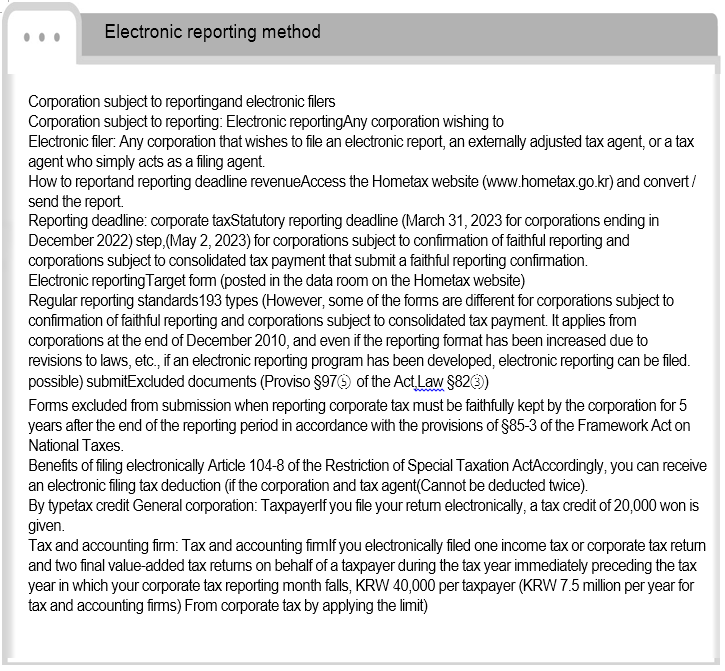 Electronic reporting method
Corporation subject to reportingand electronic filers
Corporation subject to reporting: Electronic reportingAny corporation wishing to
Electronic filer: Any corporation that wishes to file an electronic report, an externally adjusted tax agent, or a tax
agent who simply acts as a filing agent.
How to reportand reporting deadline revenueAccess the Hometax website (www.hometax.go.kr) and convert /
send the report.
Reporting deadline: corporate taxStatutory reporting deadline (March 31, 2023 for corporations ending in
December 2022) step,(May 2, 2023) for corporations subject to confirmation of faithful reporting and
corporations subject to consolidated tax payment that submit a faithful reporting confirmation.
Electronic reportingTarget form (posted in the data room on the Hometax website)
Regular reporting standards193 types (However, some of the forms are different for corporations subject to
confirmation of faithful reporting and corporations subject to consolidated tax payment. It applies from
corporations at the end of December 2010, and even if the reporting format has been increased due to
revisions to laws, etc., if an electronic reporting program has been developed, electronic reporting can be filed.
possible) submitExcluded documents (Proviso §97⑤ of the Act,Law §82③)
Forms excluded from submission when reporting corporate tax must be faithfully kept by the corporation for 5
years after the end of the reporting period in accordance with the provisions of §85-3 of the Framework Act on
National Taxes.
Benefits of filing electronically Article 104-8 of the Restriction of Special Taxation ActAccordingly, you can receive
an electronic filing tax deduction (if the corporation and tax agent(Cannot be deducted twice).
By typetax credit General corporation: TaxpayerIf you file your return electronically, a tax credit of 20,000 won is
given.
Tax and accounting firm: Tax and accounting firmIf you electronically filed one income tax or corporate tax return
and two final value-added tax returns on behalf of a taxpayer during the tax year immediately preceding the tax
year in which your corporate tax reporting month falls, KRW 40,000 per taxpayer (KRW 7.5 million per year for
tax and accounting firms) From corporate tax by applying the limit)